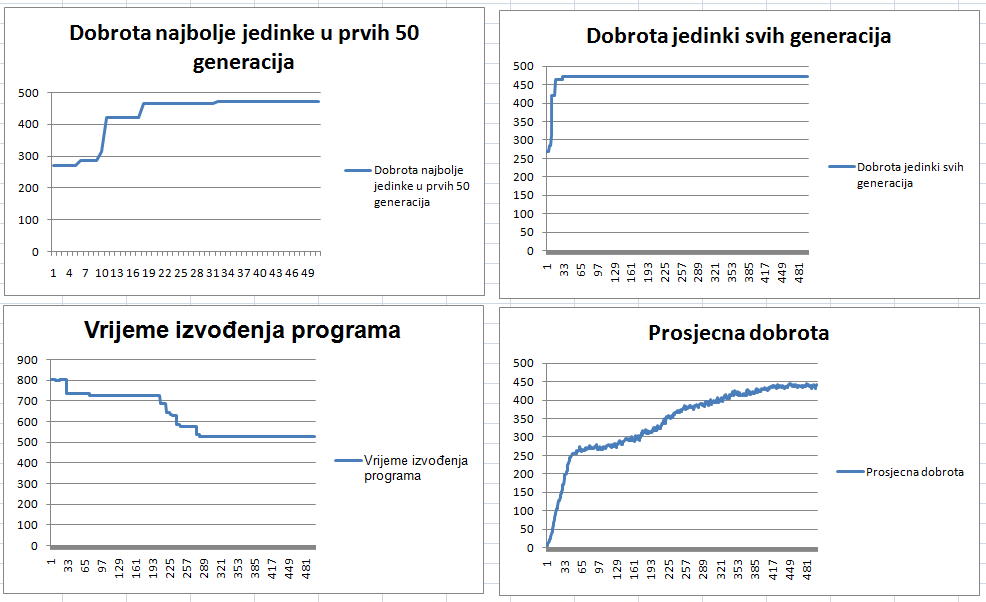 Dobrota najbolje jedinke u prvih 50
generacija
500
400
300
200
100
0
1 4 7 10 13 16 19 22 25 28 31 34 37 40 43 46 49
Dobrota najbolje
jedinke u prvih 50
generacija
Dobrota jedinki svih generacija
500
450
400
350
300
250
200
150
100
50
0
1 33 65 97 129 161 193 225 257 289 321 353 385 417 449 481
Dobrota jedinki svih
generacija
Vrijeme izvođenja programa
900
800
700
600
500
400
300
200
100
0
1 33 65 97 129 161 193 225 257 289 321 353 385 417 449 481
Vrijeme izvođenja
programa
Prosjecna dobrota
500
450
400
350
300
250
200
150
100
50
0
1 33 65 97 129 161 193 225 257 289 321 353 385 417 449 481
Prosjecna dobrota